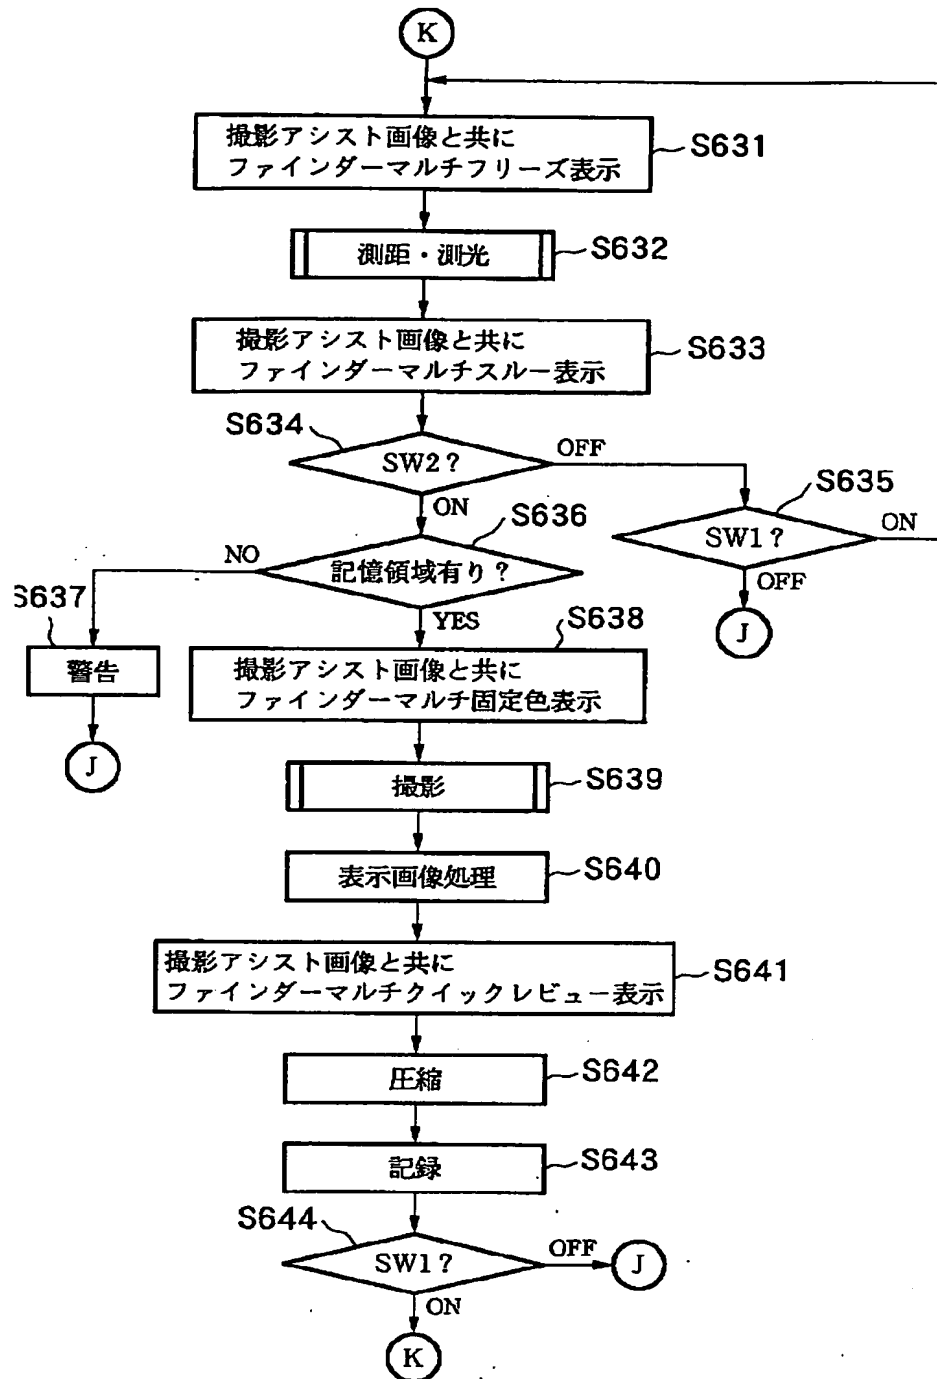 K
撮影アシスト画像と共に
ファインダーマルチフリーズ表示
S631
測距・測光
S632
撮影アシスト画像と共に
ファインダーマルチスルー表示
S633
S634
SW2?
OFF
ON
S635
SW1?
ON
OFF
J
S636
記憶領域有り?
NO
YES
S637
警告
J
S638
撮影アシスト画像と共に
ファインダーマルチ固定色表示
撮影
S639
表示画像処理
S640
撮影アシスト画像と共に
ファインダーマルチクイックレビュー表示
S641
圧縮
S642
記録
S643
S644
SW1?
OFF
J
ON
K